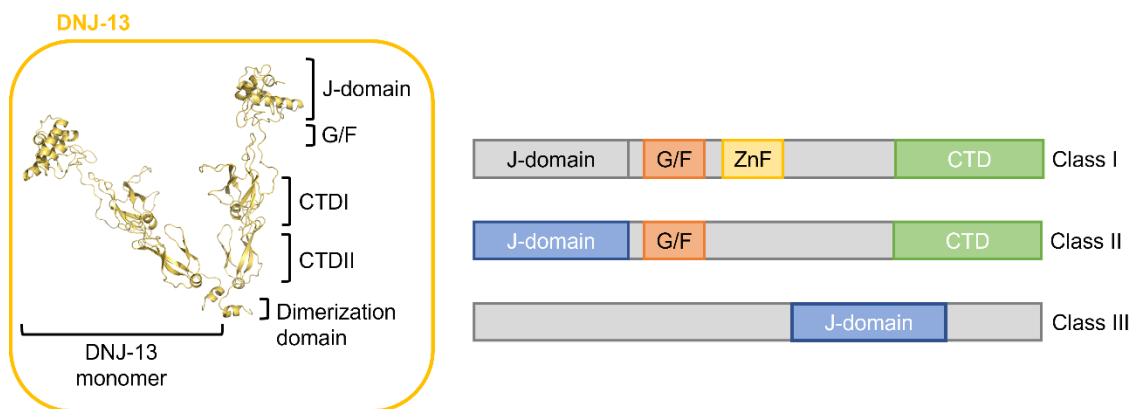 DNJ-13
J-domain
G/F
CTDI
CTDII
Dimerization
domain
DNJ-13
monomer
J-domain G/F ZnF CTD Class I
J-domain G/F CTD Class II
J-domain Class III